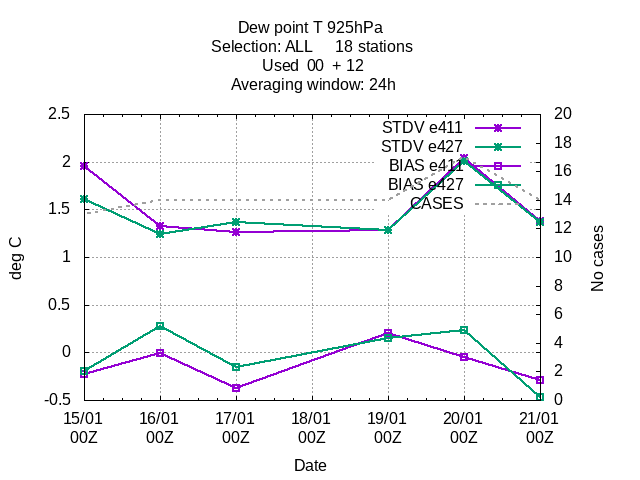 Dew point T 925hPa
Selection: ALL     18 stations
Used  00  + 12
Averaging window: 24h
STDV e411
STDV e427
BIAS e411
BIAS e427
CASES
2.5
2
1.5
1
0.5
0
-0.5
deg C
20
18
16
14
12
10
8
6
4
2
0
No cases
15/01 16/01 17/01 18/01 19/01 20/01 21/01
00Z 00Z 00Z 00Z 00Z 00Z 00Z
Date